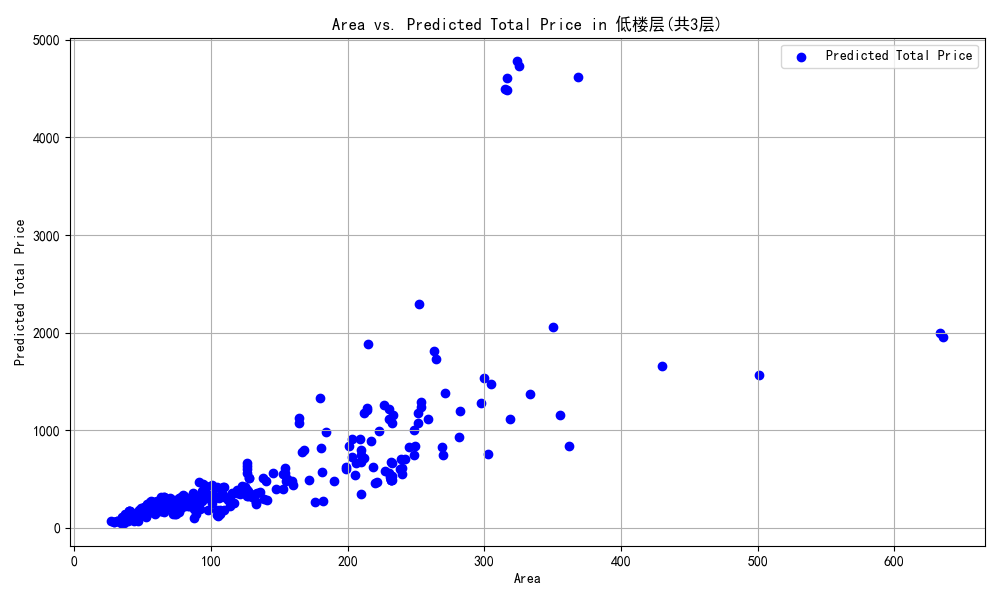 Area vs. Predicted Total Price in 低楼层(共3层)
Predicted Total Price
5000
4000
3000
2000
1000
0
Predicted Total Price
0 100 200 300 400 500 600
Area